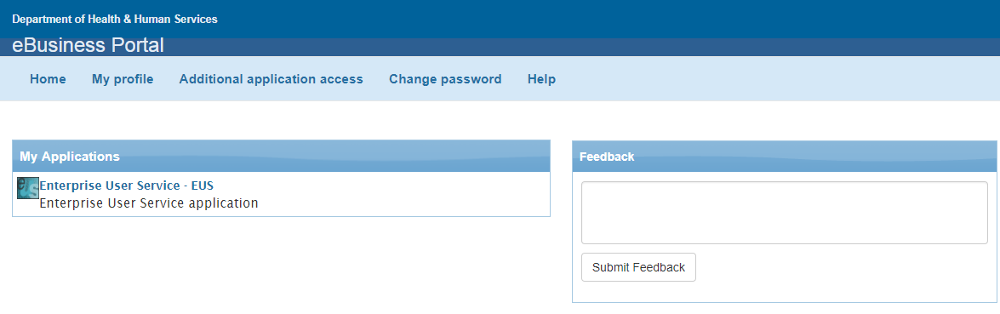 Department of Health & Human Services
eBusiness Portal
Home My profile Additional application access Change password Help
My Applications
eUS
Enterprise User Service - EUS
Enterprise User Service application
Feedback
Submit Feedback